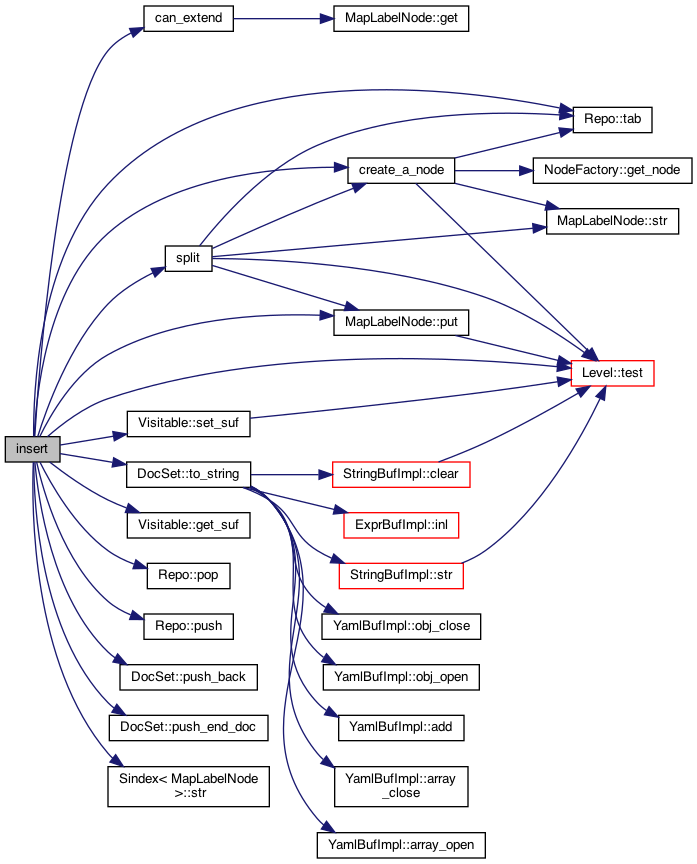 can_extend
MapLabelNode::get
Repo::tab
create_a_node
NodeFactory::get_node
MapLabelNode::str
split
MapLabelNode::put
Level::test
Visitable::set_suf
insert
DocSet::to_string
StringBufImpl::clear
Visitable::get_suf
ExprBufImpl::inl
Repo::pop
StringBufImpl::str
Repo::push
YamlBufImpl::obj_close
DocSet::push_back
YamlBufImpl::obj_open
DocSet::push_end_doc
YamlBufImpl::add
Sindex< MapLabelNode
>::str
YamlBufImpl::array
_close
YamlBufImpl::array_open